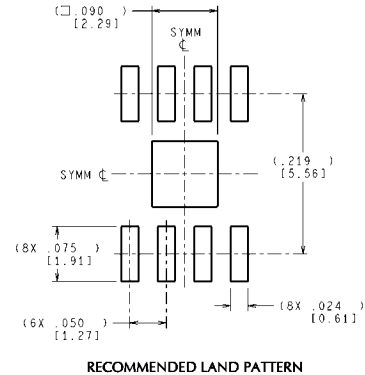 (□ .090 )
[2.29]
SYMM
℄
(.219 )
[5.56]
SYMM ℄
(8X .075 )
[1.91]
(8X .024 )
[0.61]
(6X .050 )
[1.27]
RECOMMENDED LAND PATTERN